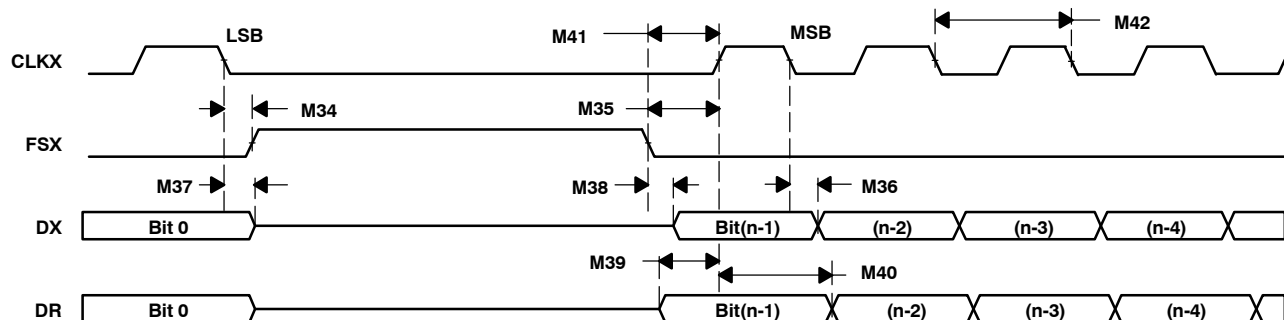 LSB
M41
MSB
M42
CLKX
M34
M35
FSX
M37
M38
M36
DX
Bit 0
Bit(n-1)
(n-2)
(n-3)
(n-4)
M39
M40
DR
Bit 0
Bit(n-1)
(n-2)
(n-3)
(n-4)